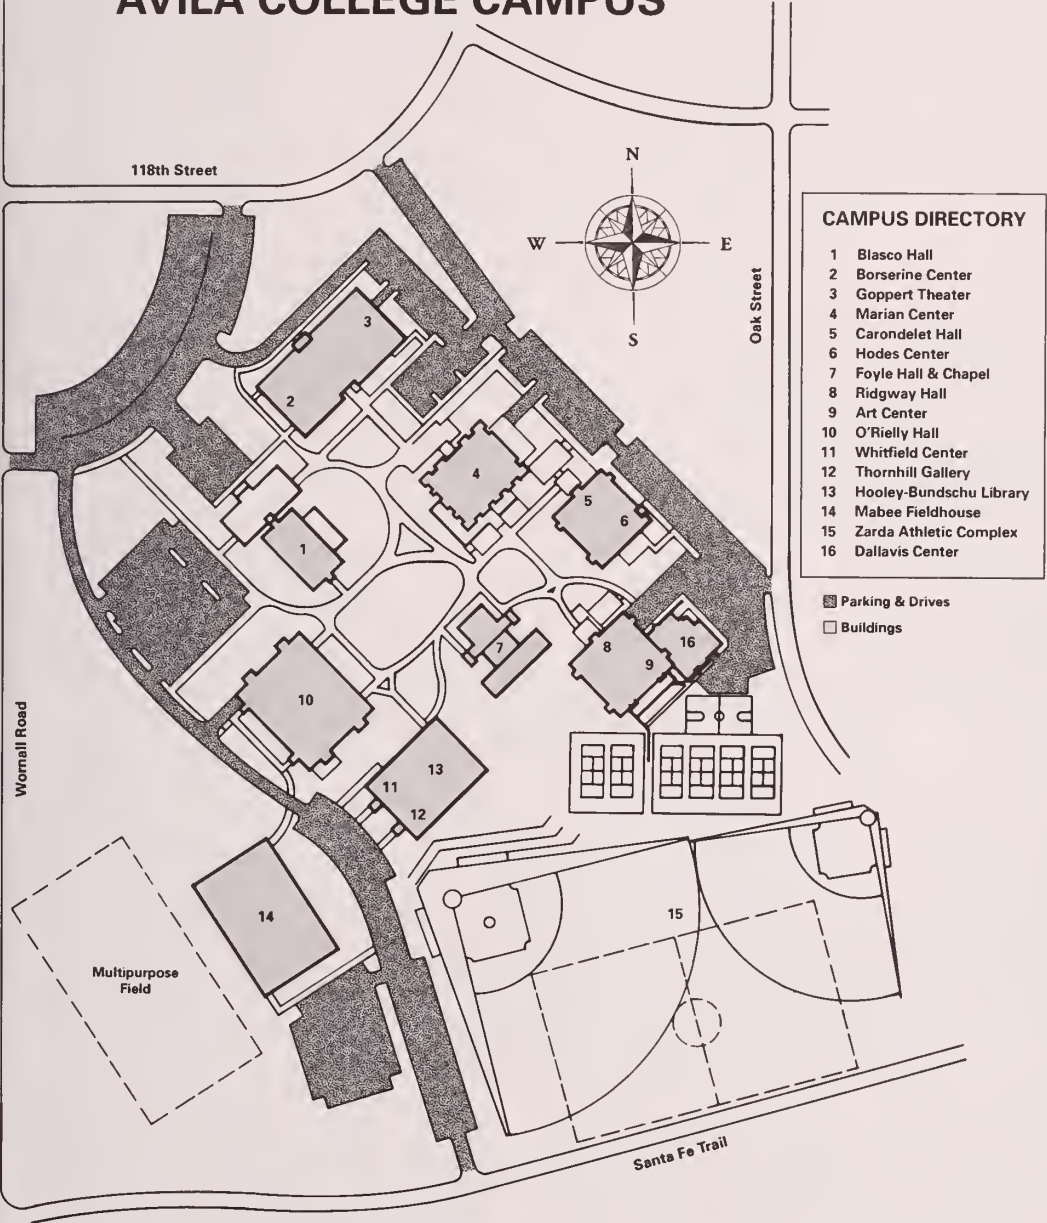 AVILA COLLEGE CAMPUS
118th Street
N
W
E
S
Oak Street
CAMPUS DIRECTORY
1 Blasco Hall
2 Borserine Center
3 Goppert Theater
4 Marian Center
5 Carondelet Hall
6 Hodes Center
7 Foyle Hall & Chapel
8 Ridgway Hall
9 Art Center
10 O'Rielly Hall
11 Whitfield Center
12 Thornhill Gallery
13 Hooley-Bundschu Library
14 Mabee Fieldhouse
15 Zarda Athletic Complex
16 Dallavis Center
Parking & Drives
Buildings
3
2
4
5
6
1
7
8
16
9
10
Wornall Road
13
11
12
14
15
Multipurpose
Field
Santa Fe Trail